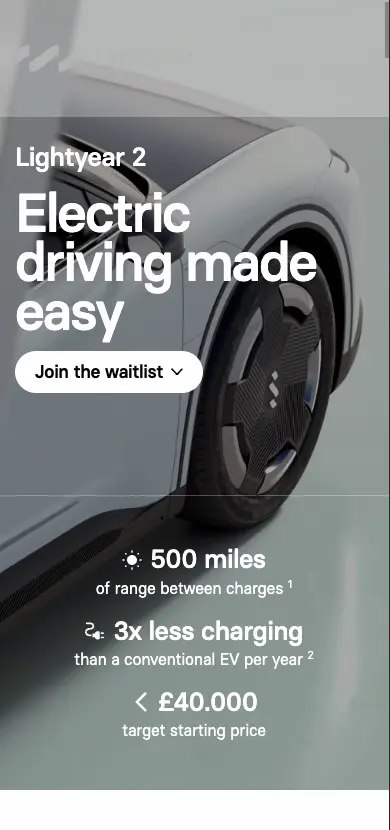 Lightyear 2
Electric
driving made
easy
Join the waitlist
500 miles
of range between charges ¹
3x less charging
than a conventional EV per year ²
< £40.000
target starting price